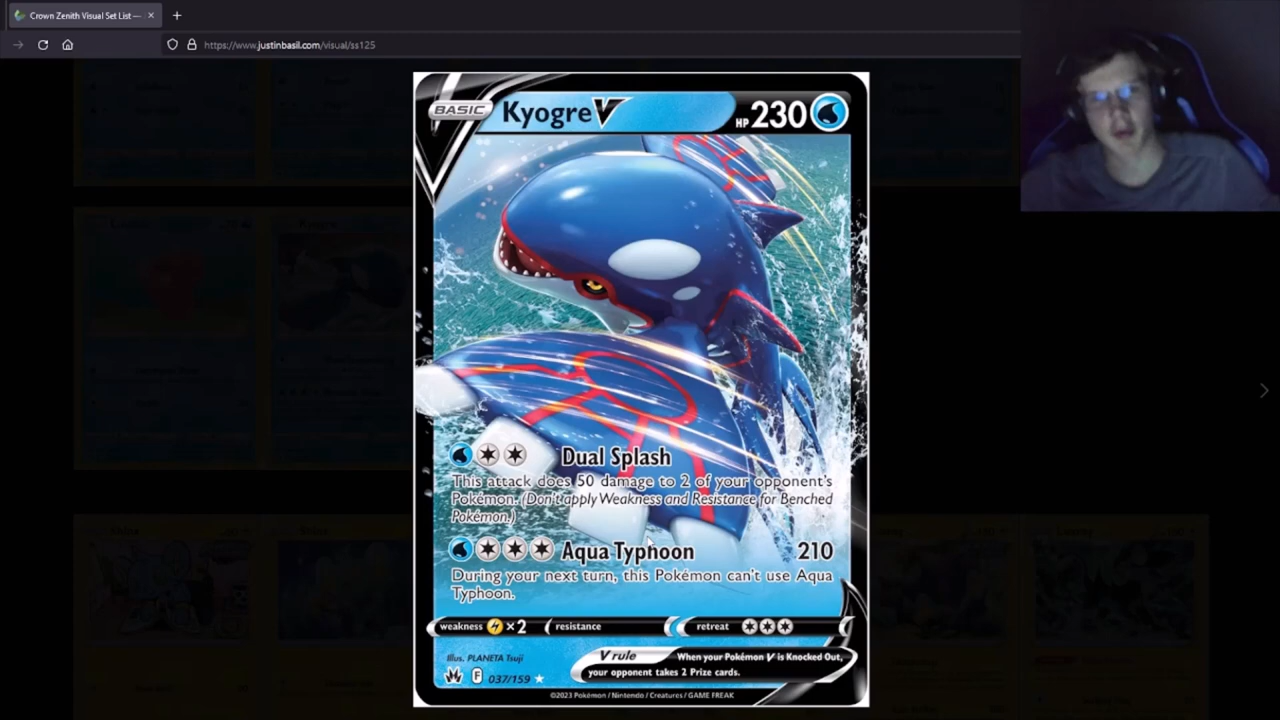 Crown Zenith Visual Set List —
https://www.justinbasil.com/visual/ss125
BASIC Kyogre V HP 230
Kyogre
Dual Splash
This attack does 50 damage to 2 of your opponent's
Pokémon. (Don't apply Weakness and Resistance for Benched
Pokémon.)
Aqua Typhoon 210
During your next turn, this Pokémon can't use Aqua
Typhoon.
weakness ×2 resistance retreat
Illus. PLANETA Tsuji
V rule When your Pokémon V is Knocked Out,
your opponent takes 2 Prize cards.
F 037/159
©2023 Pokémon / Nintendo / Creatures / GAME FREAK